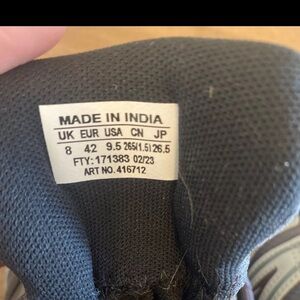 MADE IN INDIA
UK EUR USA CN JP
8 42 9.5 265(1.5) 26.5
FTY: 171383 02/23
ART NO. 416712